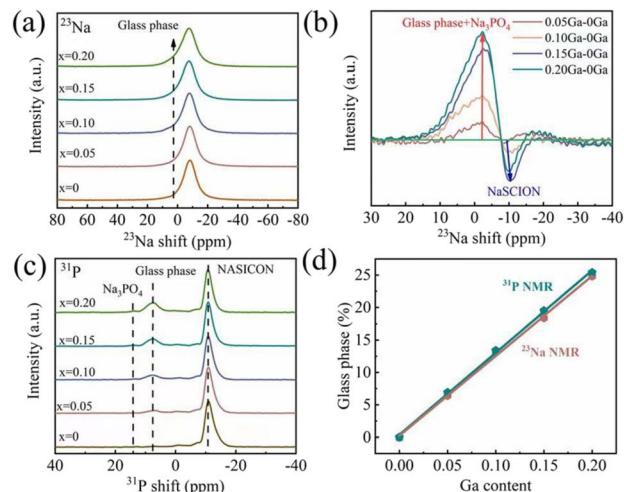 (a)
²³Na
Glass phase
x=0.20
x=0.15
x=0.10
x=0.05
x=0
Intensity (a.u.)
80 60 40 20 0 -20 -40 -60 -80
²³Na shift (ppm)
(b)
Glass phase+Na₃PO₄
0.05Ga-0Ga
0.10Ga-0Ga
0.15Ga-0Ga
0.20Ga-0Ga
NaSCION
Intensity (a.u.)
30 20 10 0 -10 -20 -30 -40
²³Na shift (ppm)
(c)
³¹P
Na₃PO₄
Glass phase
NASICON
x=0.20
x=0.15
x=0.10
x=0.05
x=0
Intensity (a.u.)
40 20 0 -20 -40
³¹P shift (ppm)
(d)
³¹P NMR
²³Na NMR
Glass phase (%)
25
20
15
10
5
0
0.00 0.05 0.10 0.15 0.20
Ga content